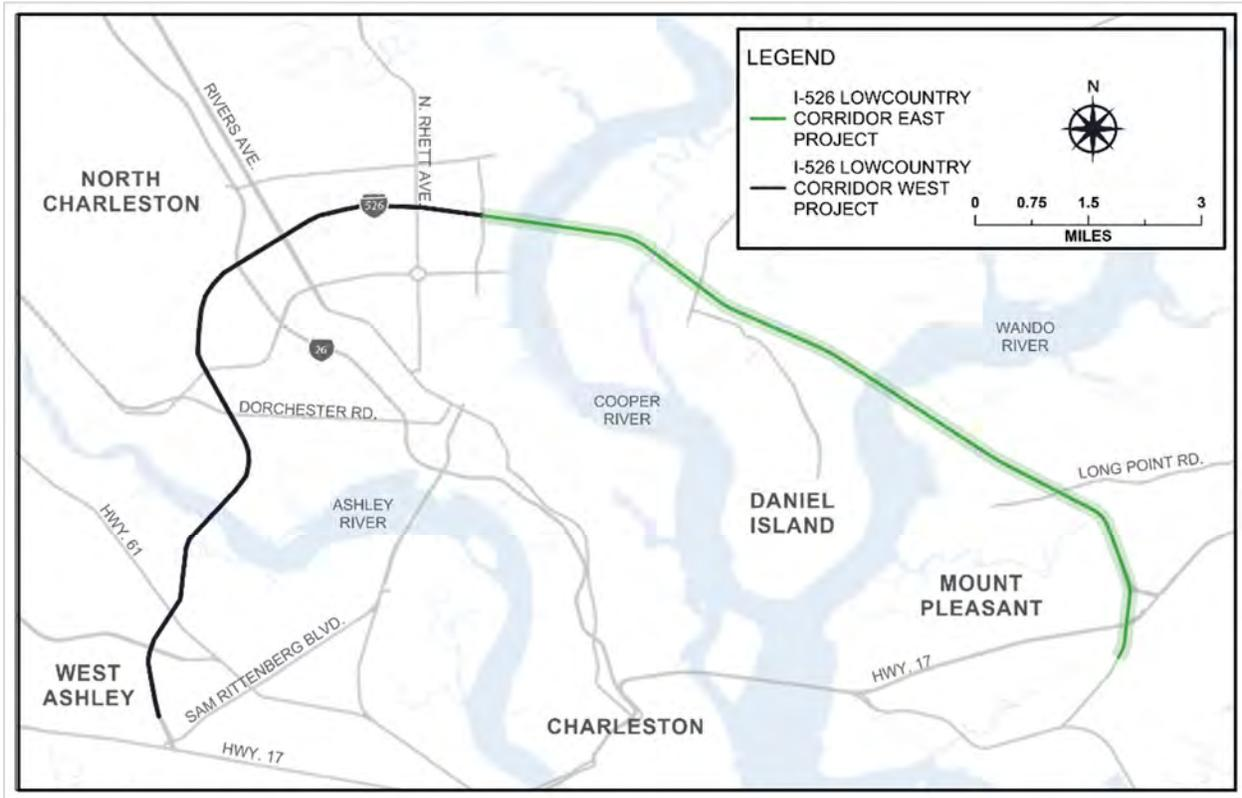 LEGEND
I-526 LOWCOUNTRY
CORRIDOR EAST
PROJECT
I-526 LOWCOUNTRY
CORRIDOR WEST
PROJECT
N
0 0.75 1.5 3
MILES
RIVERS AVE.
N. RHETT AVE.
NORTH
CHARLESTON
526
26
WANDO
RIVER
COOPER
RIVER
DORCHESTER RD.
LONG POINT RD.
ASHLEY
RIVER
DANIEL
ISLAND
HWY. 61
MOUNT
PLEASANT
SAM RITTENBERG BLVD.
WEST
ASHLEY
HWY. 17
CHARLESTON
HWY. 17